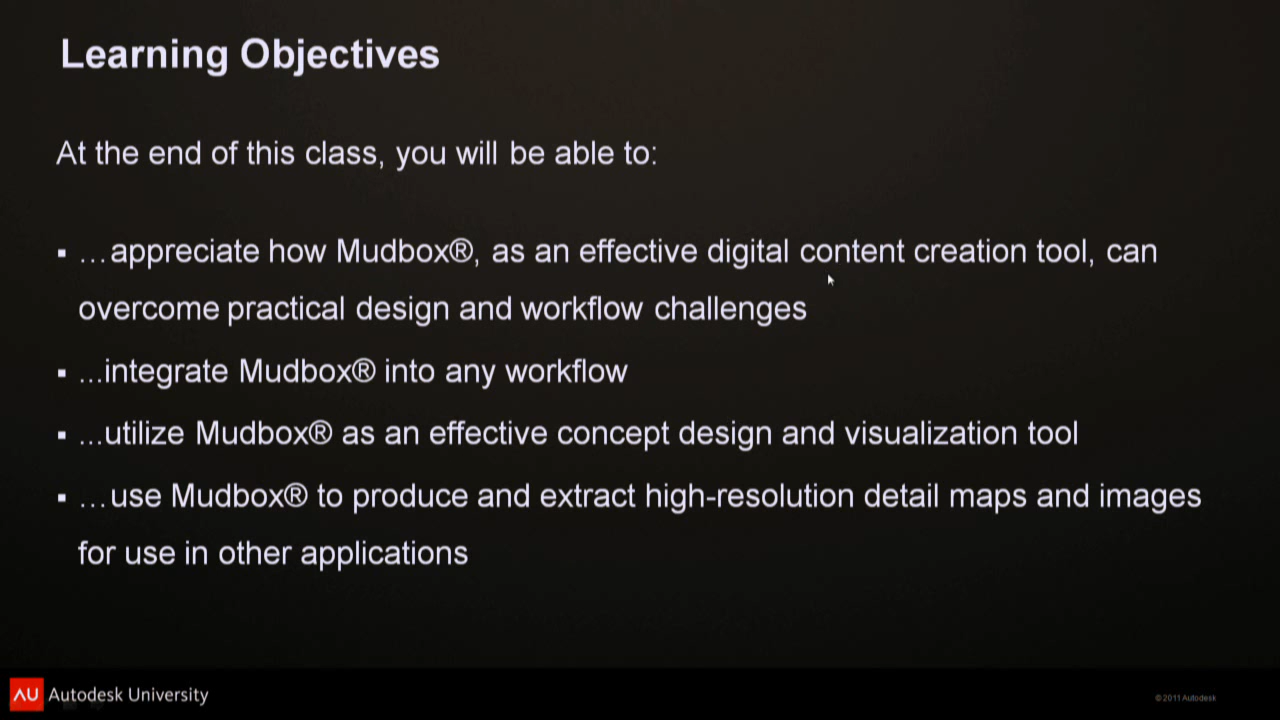 Learning Objectives
At the end of this class, you will be able to:
▪ …appreciate how Mudbox®, as an effective digital content creation tool, can
overcome practical design and workflow challenges
▪ ...integrate Mudbox® into any workflow
▪ ...utilize Mudbox® as an effective concept design and visualization tool
▪ …use Mudbox® to produce and extract high-resolution detail maps and images
for use in other applications
AU Autodesk University
© 2011 Autodesk